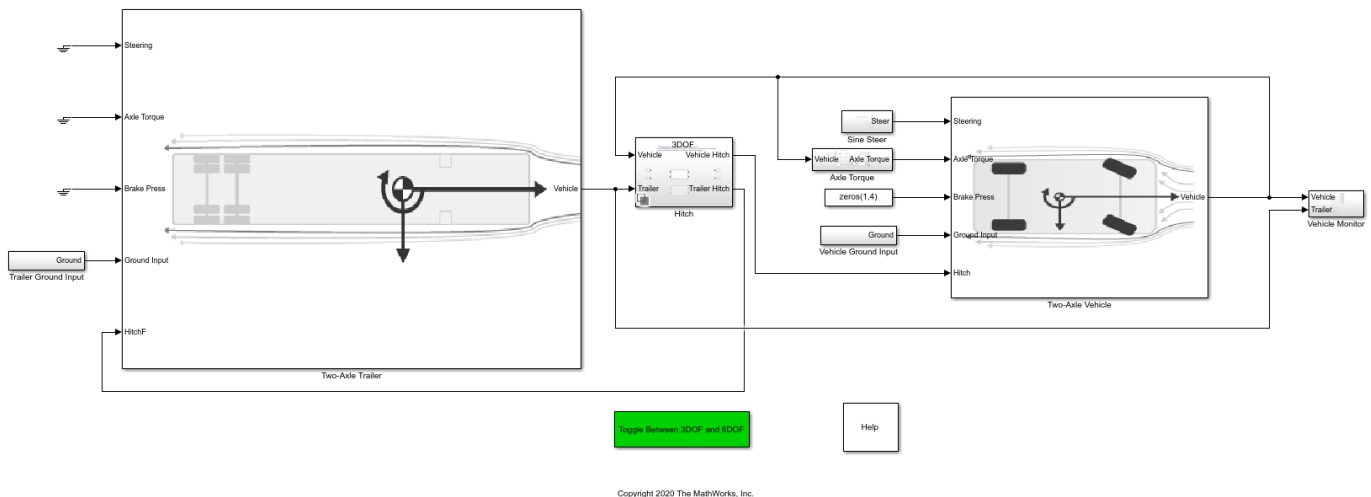 Steering
Axle Torque
Brake Press
Ground
Trailer Ground Input
Ground Input
HitchF
Vehicle
Two-Axle Trailer
3DOF
Vehicle
Vehicle Hitch
Trailer
Trailer Hitch
Hitch
Steer
Sine Steer
Vehicle
Axle Torque
Axle Torque
zeros(1,4)
Ground
Vehicle Ground Input
Steering
Axle Torque
Brake Press
Ground Input
Hitch
Vehicle
Two-Axle Vehicle
Vehicle
Trailer
Vehicle Monitor
Toggle Between 3DOF and 6DOF
Help
Copyright 2020 The MathWorks, Inc.